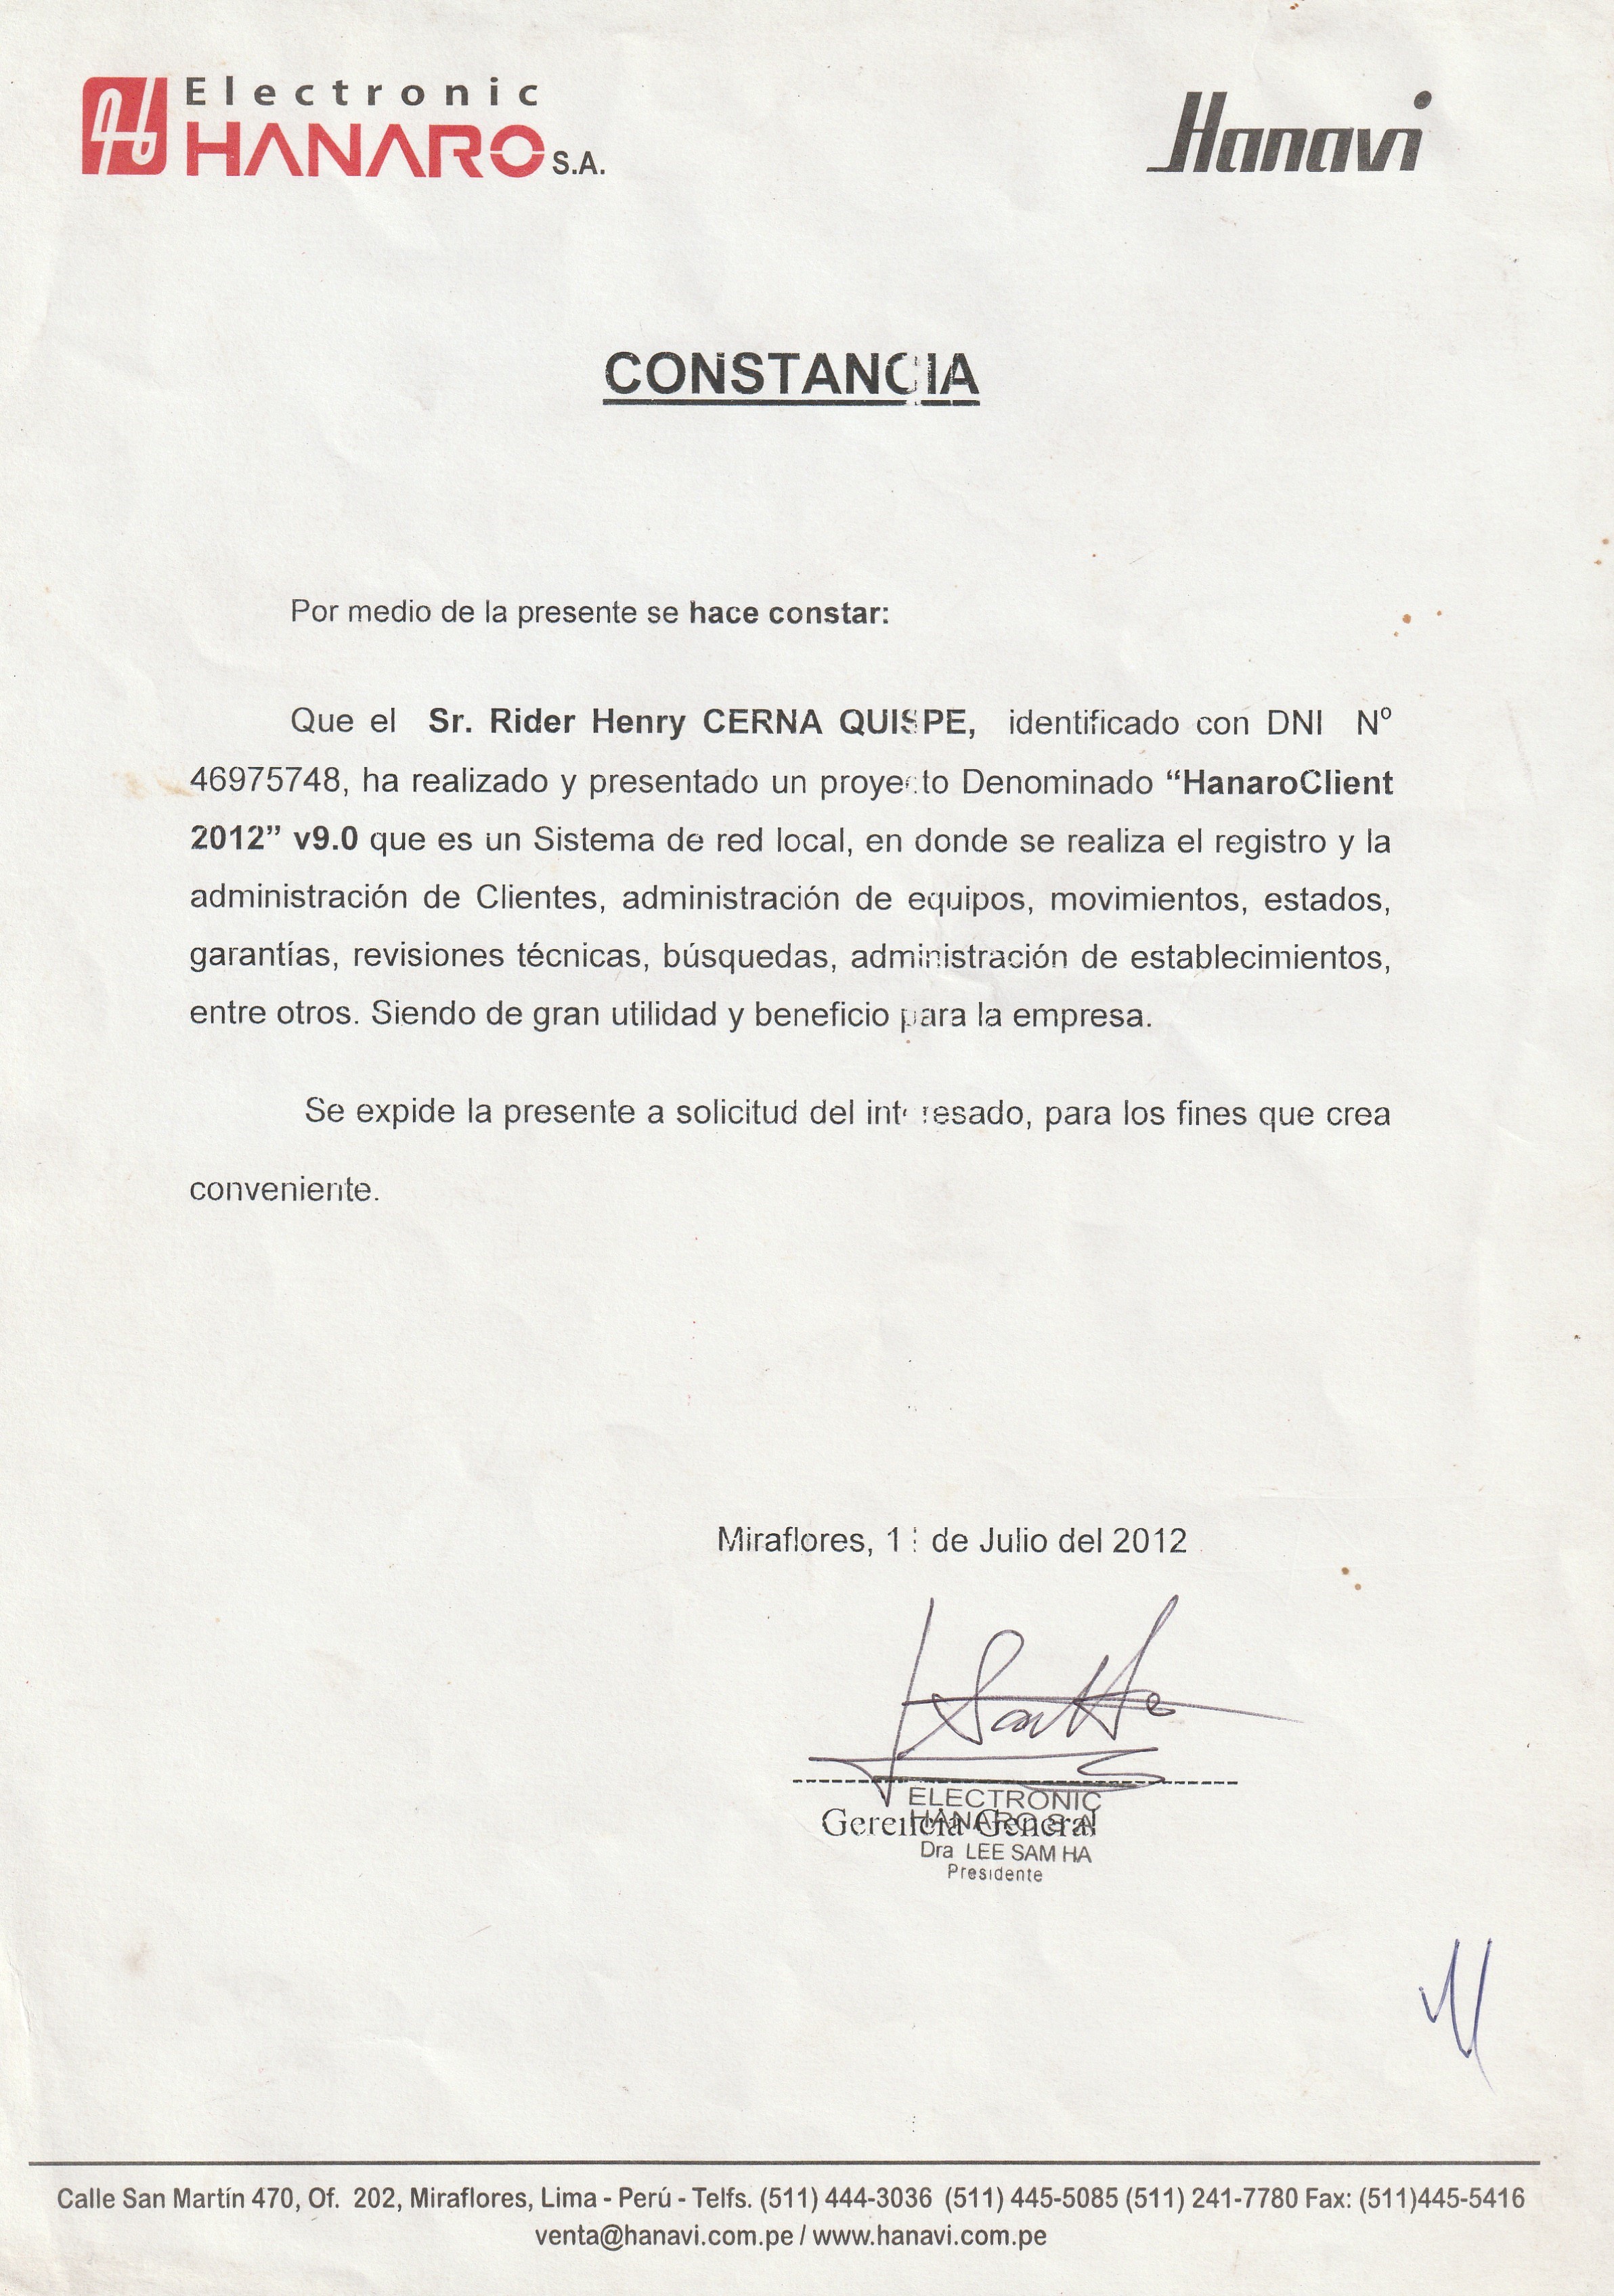 Electronic
HANARO S.A.
Hanavi
CONSTANCIA
Por medio de la presente se hace constar:
Que el Sr. Rider Henry CERNA QUISPE, identificado con DNI Nº
46975748, ha realizado y presentado un proyecto Denominado “HanaroClient
2012” v9.0 que es un Sistema de red local, en donde se realiza el registro y la
administración de Clientes, administración de equipos, movimientos, estados,
garantías, revisiones técnicas, búsquedas, administración de establecimientos,
entre otros. Siendo de gran utilidad y beneficio para la empresa.
Se expide la presente a solicitud del interesado, para los fines que crea
conveniente.
Miraflores, de Julio del 2012
ELECTRONIC
HANARO S.A.
Gerencia General
Dra LEE SAM HA
Presidente
Calle San Martín 470, Of. 202, Miraflores, Lima - Perú - Telfs. (511) 444-3036 (511) 445-5085 (511) 241-7780 Fax: (511)445-5416
venta@hanavi.com.pe / www.hanavi.com.pe